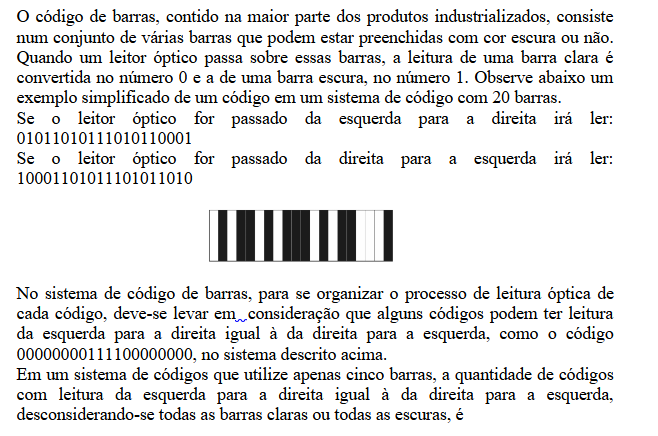 O código de barras, contido na maior parte dos produtos industrializados, consiste
num conjunto de várias barras que podem estar preenchidas com cor escura ou não.
Quando um leitor óptico passa sobre essas barras, a leitura de uma barra clara é
convertida no número 0 e a de uma barra escura, no número 1. Observe abaixo um
exemplo simplificado de um código em um sistema de código com 20 barras.
Se o leitor óptico for passado da esquerda para a direita irá ler:
01011010111010110001
Se o leitor óptico for passado da direita para a esquerda irá ler:
10001101011101011010
No sistema de código de barras, para se organizar o processo de leitura óptica de
cada código, deve-se levar em consideração que alguns códigos podem ter leitura
da esquerda para a direita igual à da direita para a esquerda, como o código
00000000111100000000, no sistema descrito acima.
Em um sistema de códigos que utilize apenas cinco barras, a quantidade de códigos
com leitura da esquerda para a direita igual à da direita para a esquerda,
desconsiderando-se todas as barras claras ou todas as escuras, é